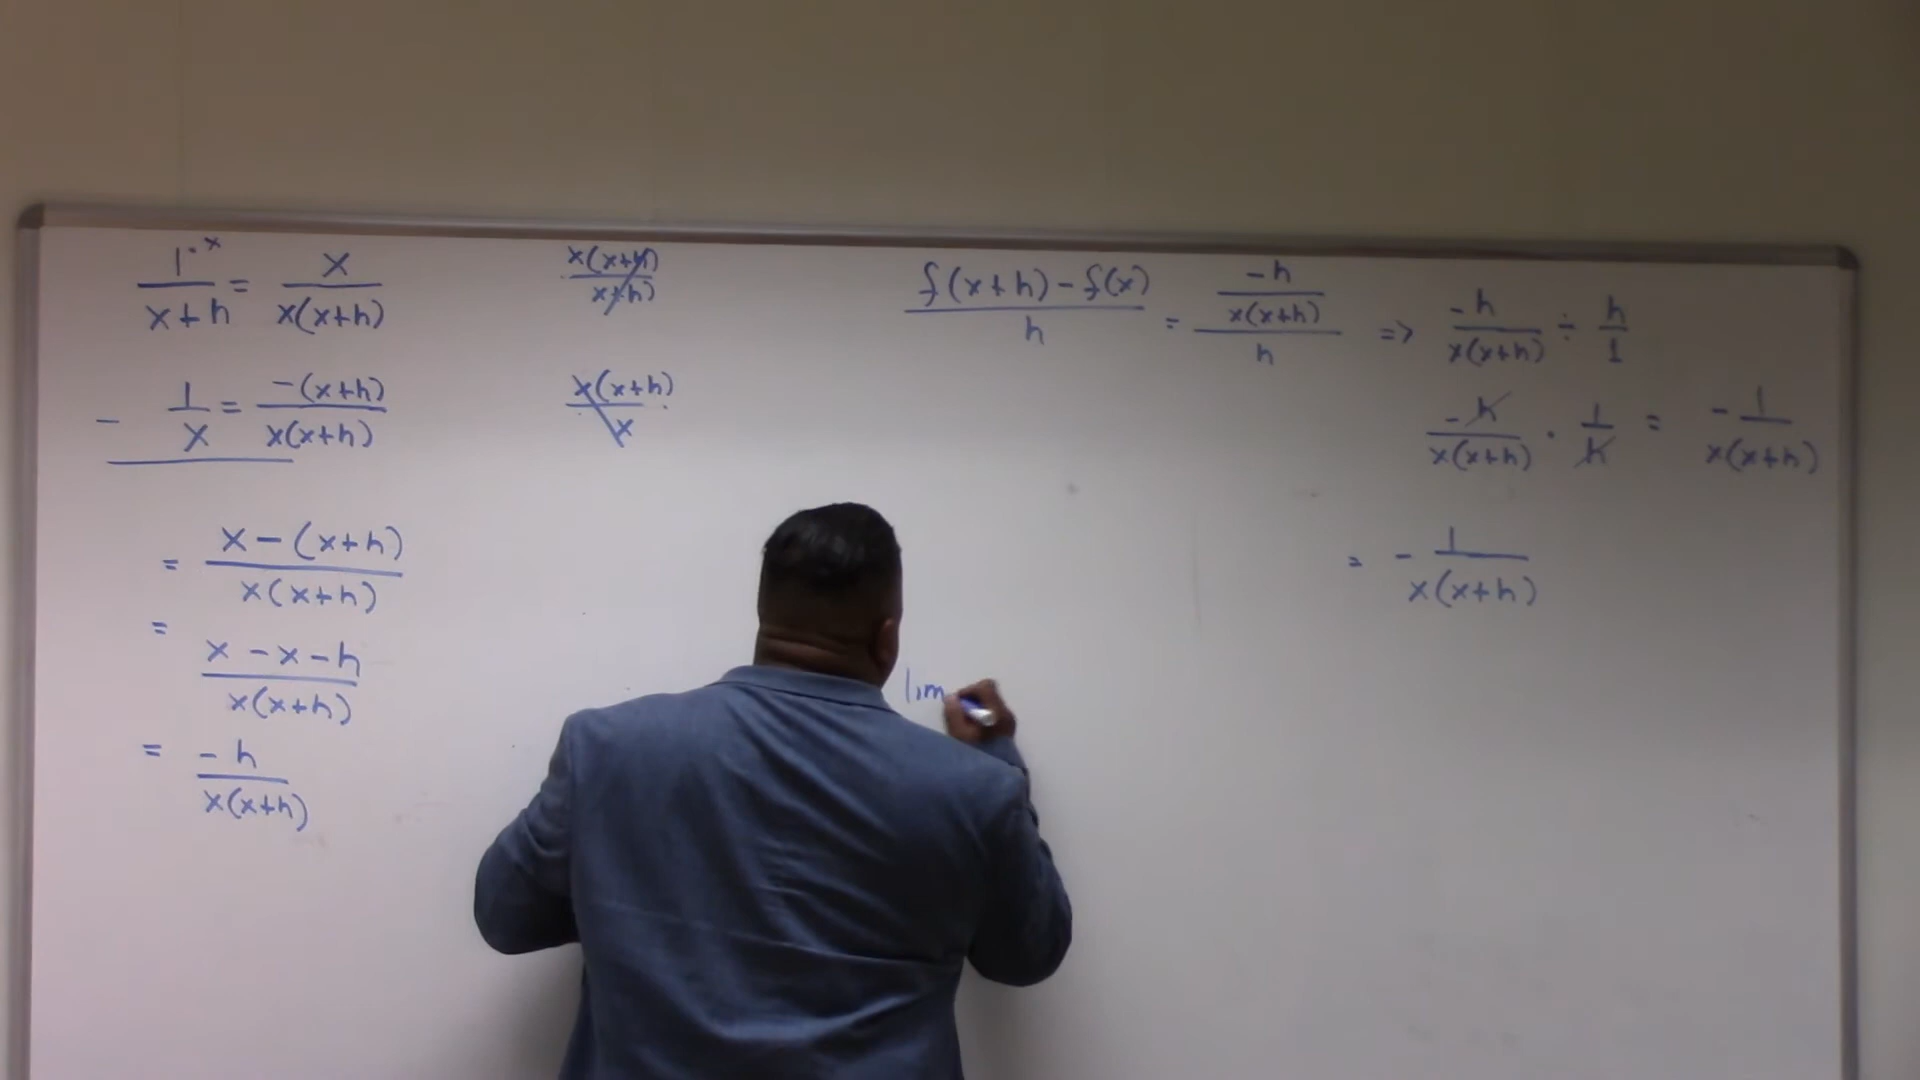 1·x/x+h = x/x(x+h)
x(x+h)/x+h)
- 1/x = -(x+h)/x(x+h)
x(x+h)/x
= x-(x+h)/x(x+h)
=
x-x-h/x(x+h)
= -h/x(x+h)
f(x+h)-f(x)/h = -h/x(x+h)/h => -h/x(x+h) ÷ h/1
-h/x(x+h) · 1/h = -1/x(x+h)
= -1/x(x+h)
lim